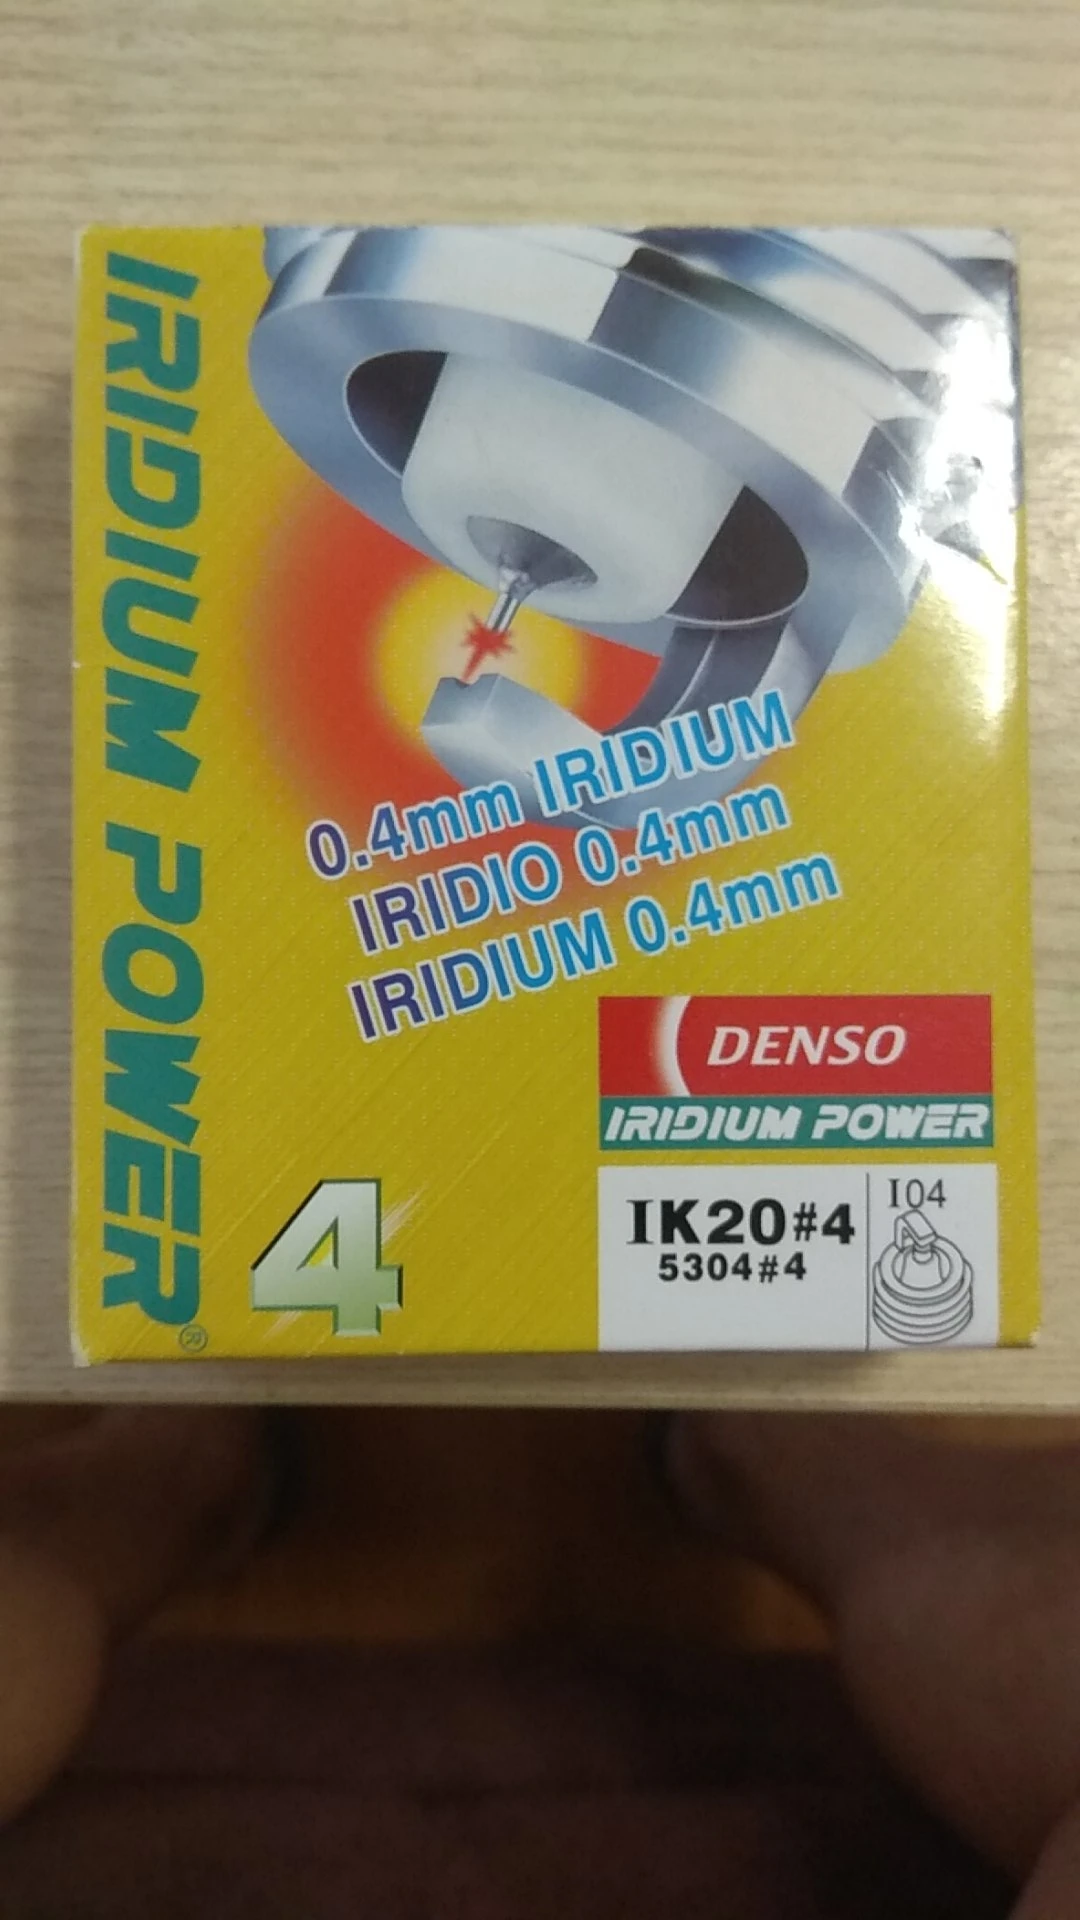 IRIDIUM POWER®
0.4mm IRIDIUM
IRIDIO 0.4mm
IRIDIUM 0.4mm
DENSO
IRIDIUM POWER
4
IK20#4
5304#4
I04